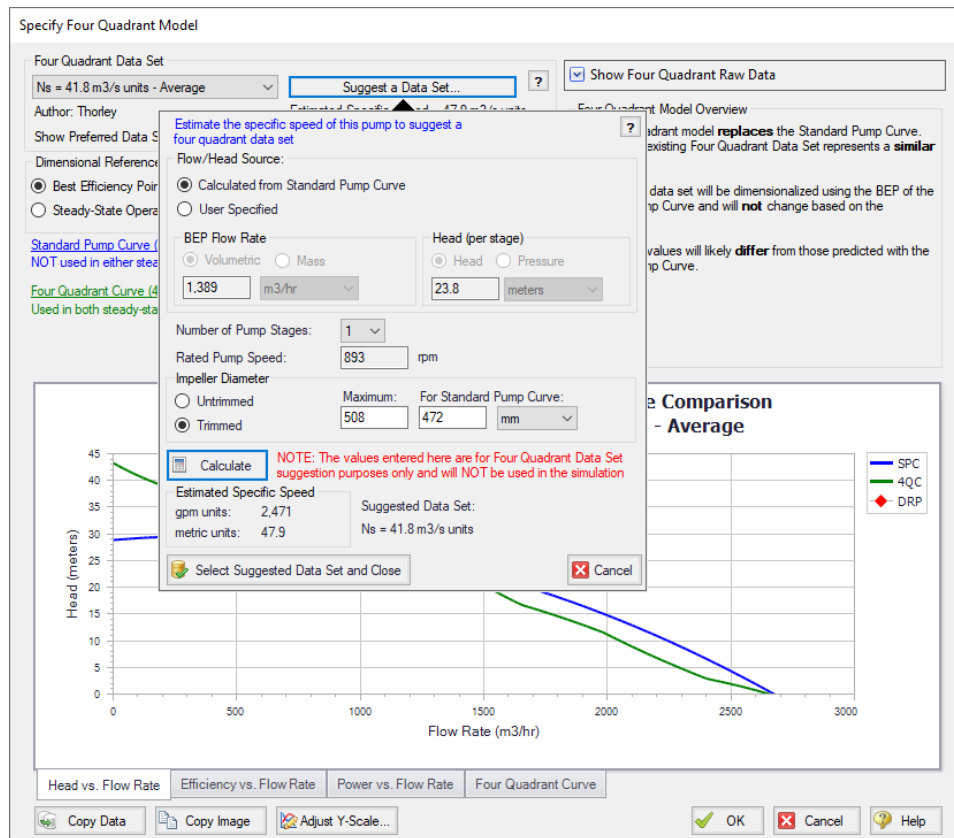 Specify Four Quadrant Model
Four Quadrant Data Set
Ns = 41.8 m3/s units - Average
Suggest a Data Set...
?
Show Four Quadrant Raw Data
Author: Thorley
Four Quadrant Model Overview
Show Preferred Data S
adrant model replaces the Standard Pump Curve.
existing Four Quadrant Data Set represents a similar
Dimensional Reference
Best Efficiency Poin
data set will be dimensionalized using the BEP of the
Steady-State Opera
Curve and will not change based on the
Standard Pump Curve (
NOT used in either stea
values will likely differ from those predicted with the
Curve.
Four Quadrant Curve (4
Used in both steady-sta
Estimate the specific speed of this pump to suggest a
four quadrant data set
?
Flow/Head Source:
Calculated from Standard Pump Curve
User Specified
BEP Flow Rate
Volumetric
Mass
1,389
m3/hr
Head (per stage)
Head
Pressure
23.8
meters
Number of Pump Stages:
1
Rated Pump Speed:
893
rpm
Impeller Diameter
Untrimmed
Trimmed
Maximum:
508
For Standard Pump Curve:
472
mm
Calculate
NOTE: The values entered here are for Four Quadrant Data Set
suggestion purposes only and will NOT be used in the simulation
Estimated Specific Speed
gpm units: 2,471
metric units: 47.9
Suggested Data Set:
Ns = 41.8 m3/s units
Select Suggested Data Set and Close
Cancel
e Comparison
- Average
SPC
4QC
DRP
Head (meters)
45
40
35
30
25
20
15
10
5
0
0 500 1000 1500 2000 2500 3000
Flow Rate (m3/hr)
Head vs. Flow Rate
Efficiency vs. Flow Rate
Power vs. Flow Rate
Four Quadrant Curve
Copy Data
Copy Image
Adjust Y-Scale...
OK
Cancel
Help